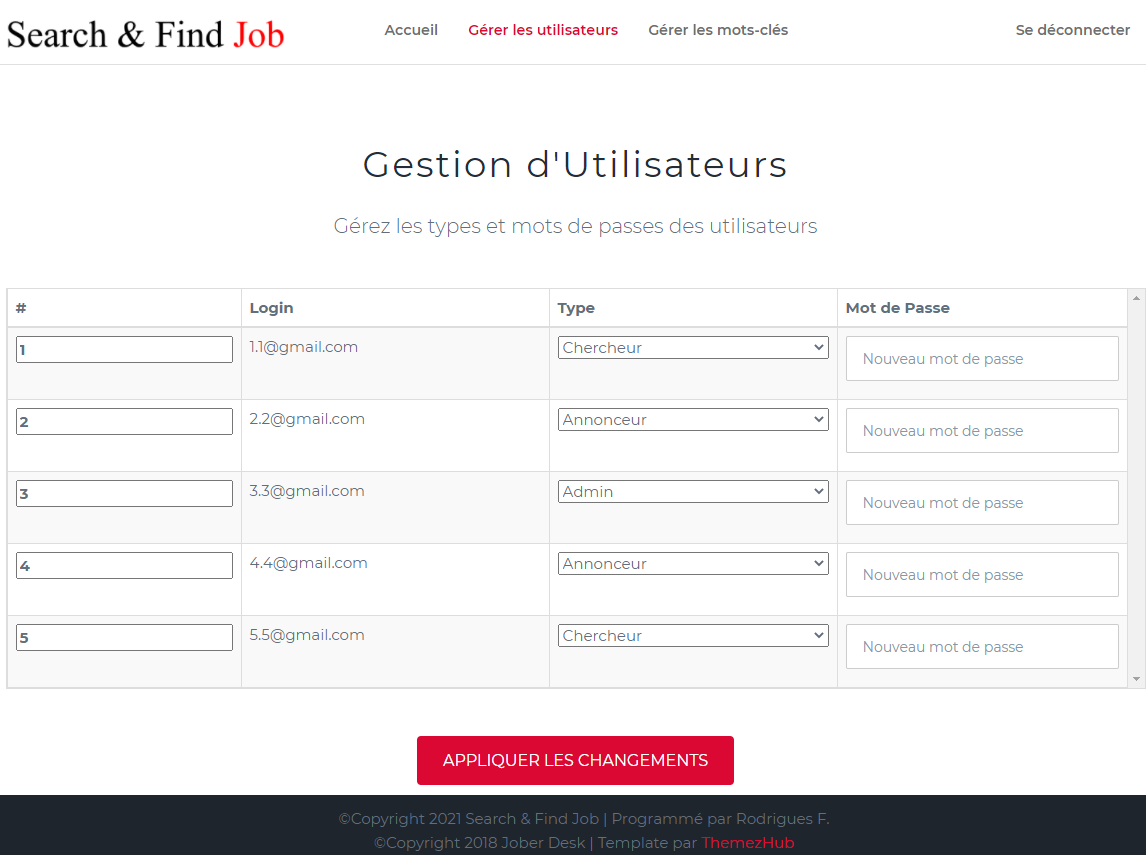 Search & Find Job Accueil Gérer les utilisateurs Gérer les mots-clés Se déconnecter
Gestion d'Utilisateurs
Gérez les types et mots de passes des utilisateurs
# Login Type Mot de Passe
1 1.1@gmail.com Chercheur Nouveau mot de passe
2 2.2@gmail.com Annonceur Nouveau mot de passe
3 3.3@gmail.com Admin Nouveau mot de passe
4 4.4@gmail.com Annonceur Nouveau mot de passe
5 5.5@gmail.com Chercheur Nouveau mot de passe
APPLIQUER LES CHANGEMENTS
©Copyright 2021 Search & Find Job | Programmé par Rodrigues F.
©Copyright 2018 Jober Desk | Template par ThemezHub